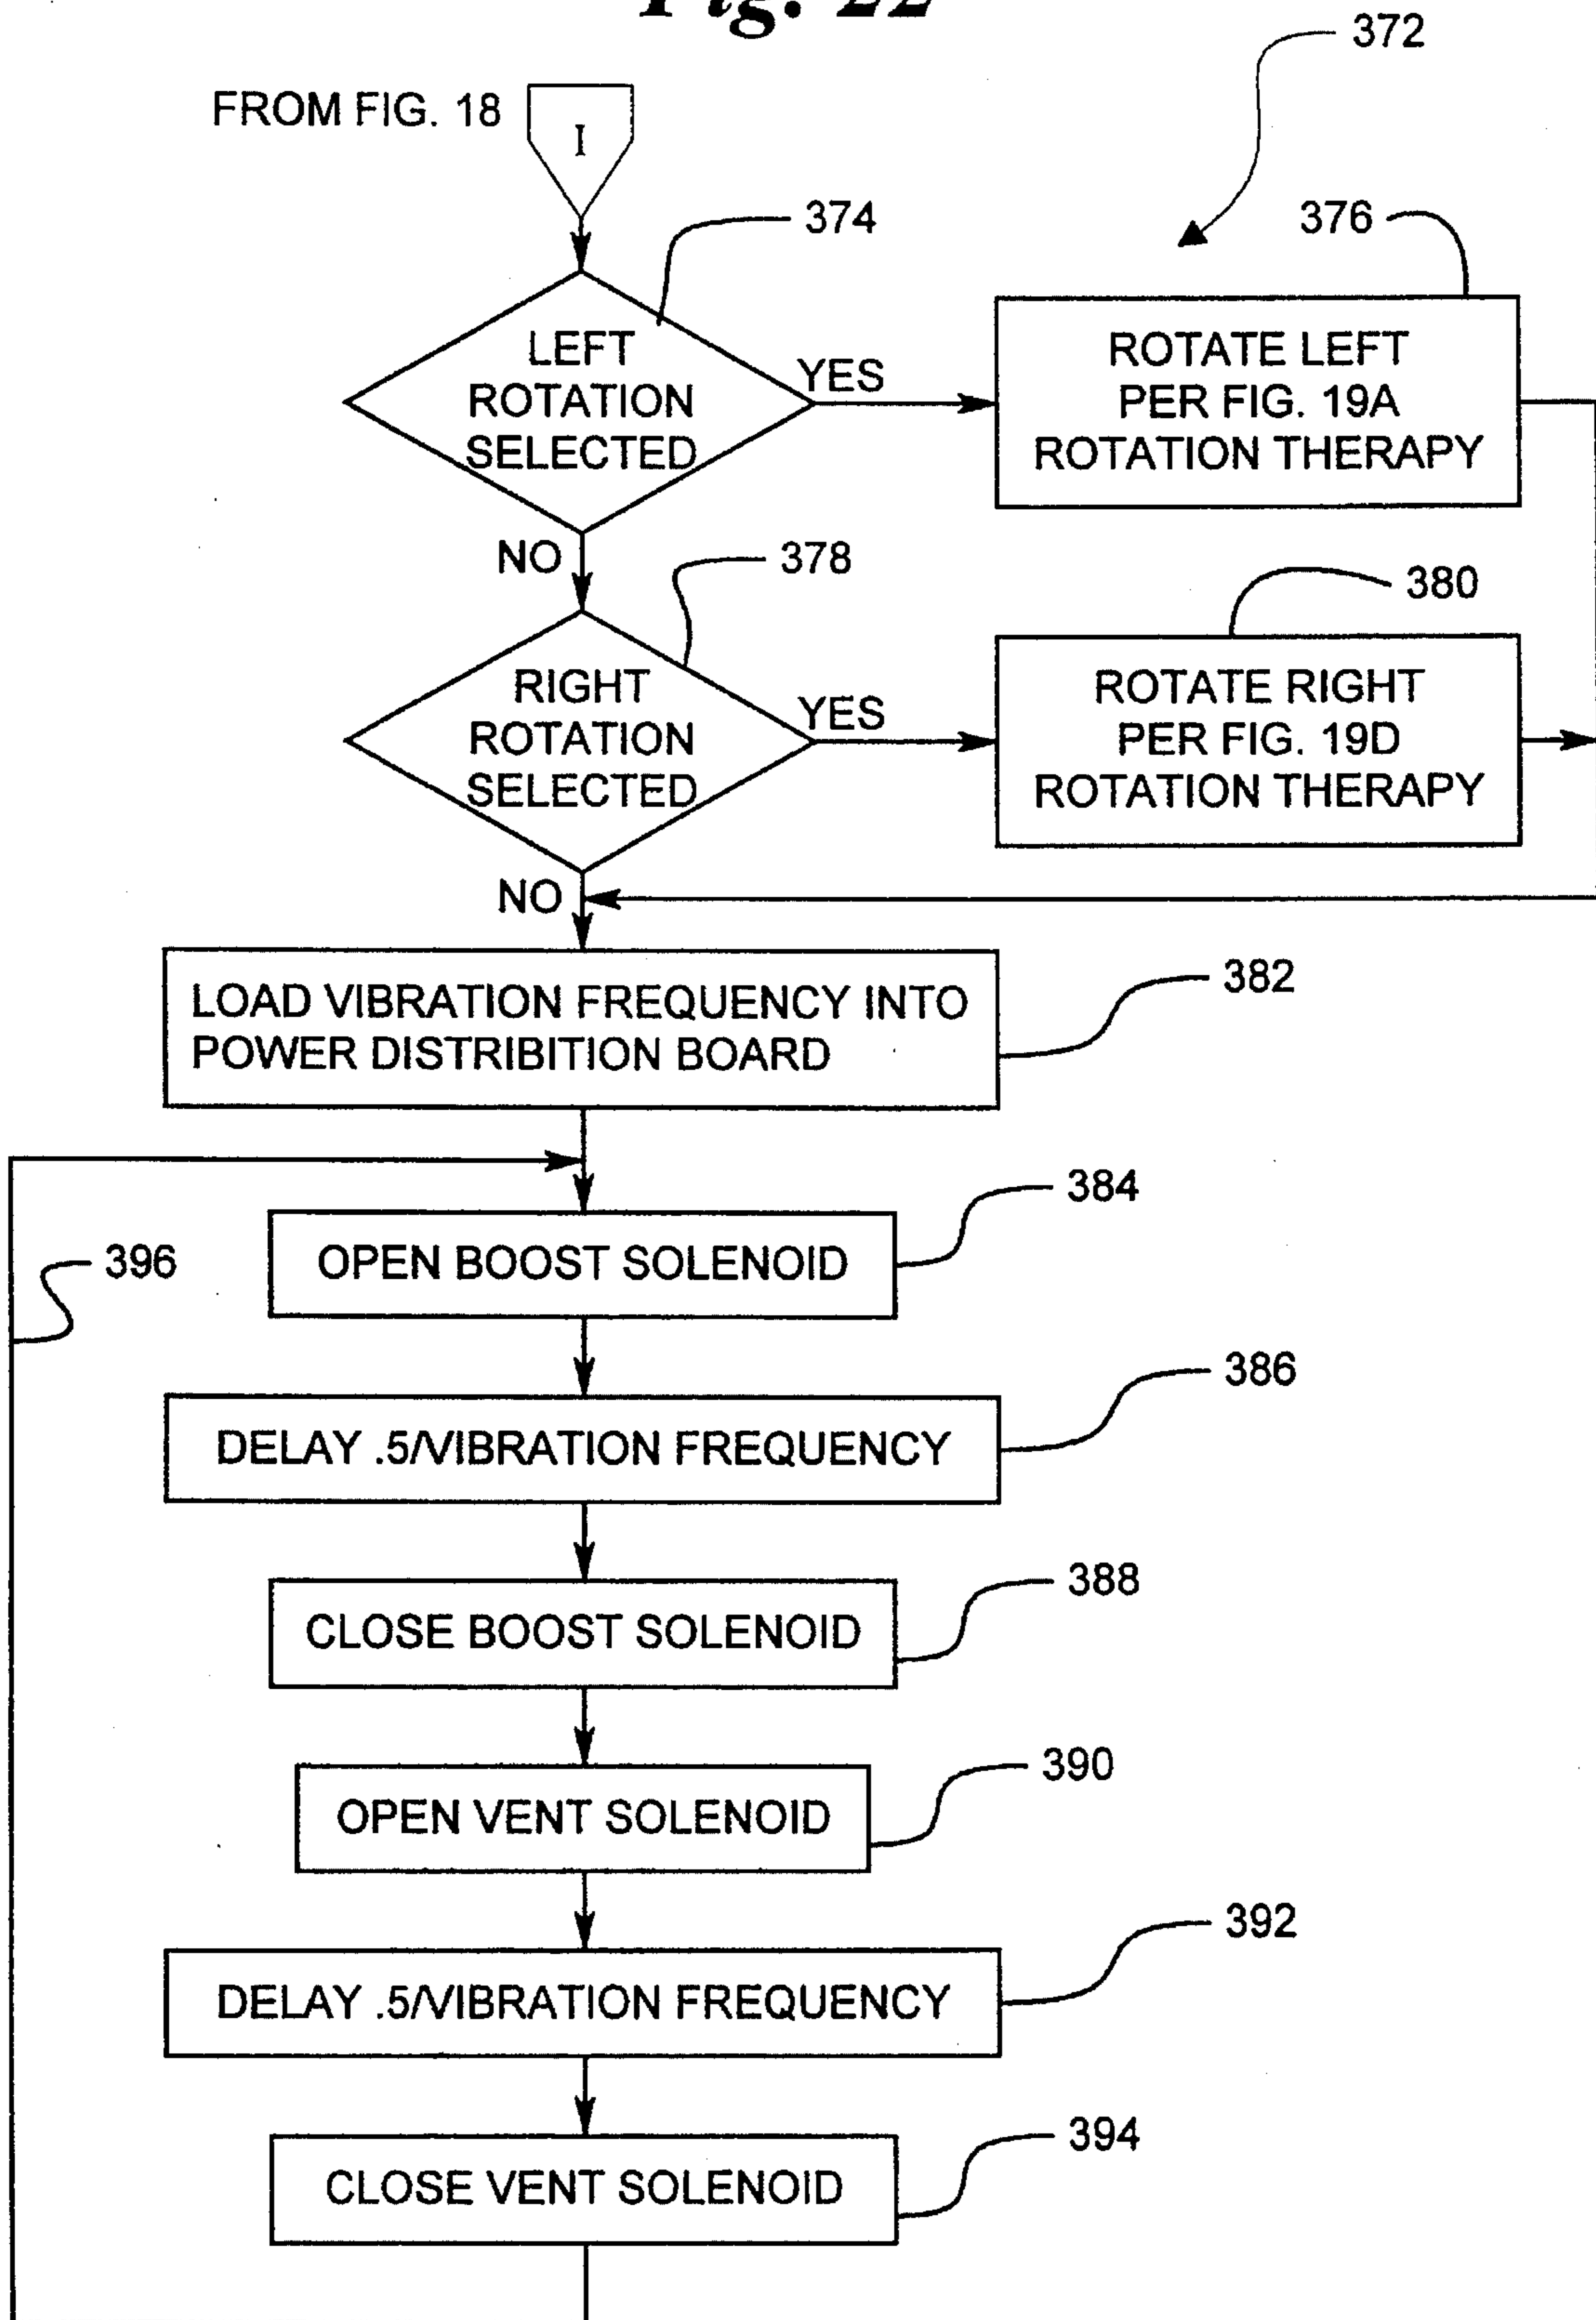 Fig. 22
372
FROM FIG. 18
I
374
376
LEFT
ROTATION
SELECTED
YES
ROTATE LEFT
PER FIG. 19A
ROTATION THERAPY
NO
378
380
RIGHT
ROTATION
SELECTED
YES
ROTATE RIGHT
PER FIG. 19D
ROTATION THERAPY
NO
382
LOAD VIBRATION FREQUENCY INTO
POWER DISTRIBITION BOARD
384
396
OPEN BOOST SOLENOID
386
DELAY .5/VIBRATION FREQUENCY
388
CLOSE BOOST SOLENOID
390
OPEN VENT SOLENOID
392
DELAY .5/VIBRATION FREQUENCY
394
CLOSE VENT SOLENOID